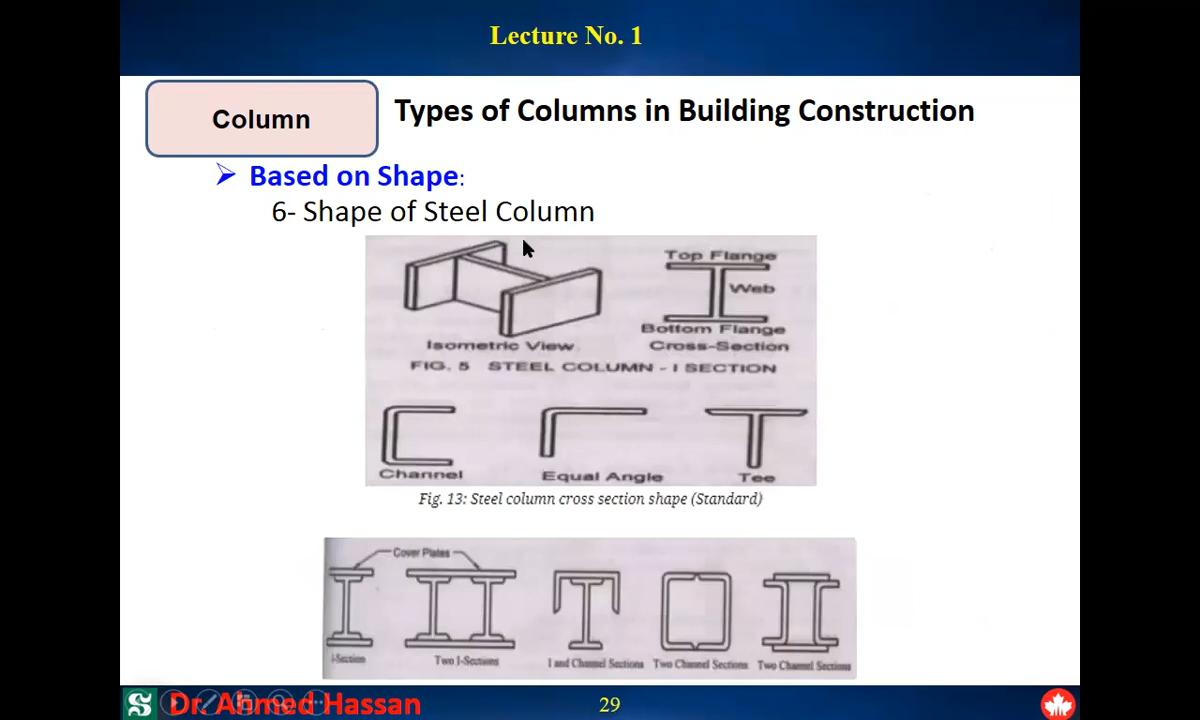 Lecture No. 1
Column
Types of Columns in Building Construction
Based on Shape:
6- Shape of Steel Column
Top Flange
Web
Bottom Flange
Isometric View
Cross-Section
FIG. 5 STEEL COLUMN - I SECTION
Channel
Equal Angle
Tee
Fig. 13: Steel column cross section shape (Standard)
Cover Plates
I-Section
Two I-Sections
I and Channel Sections
Two Channel Sections
Two Channel Sections
Dr. Ahmed Hassan
29